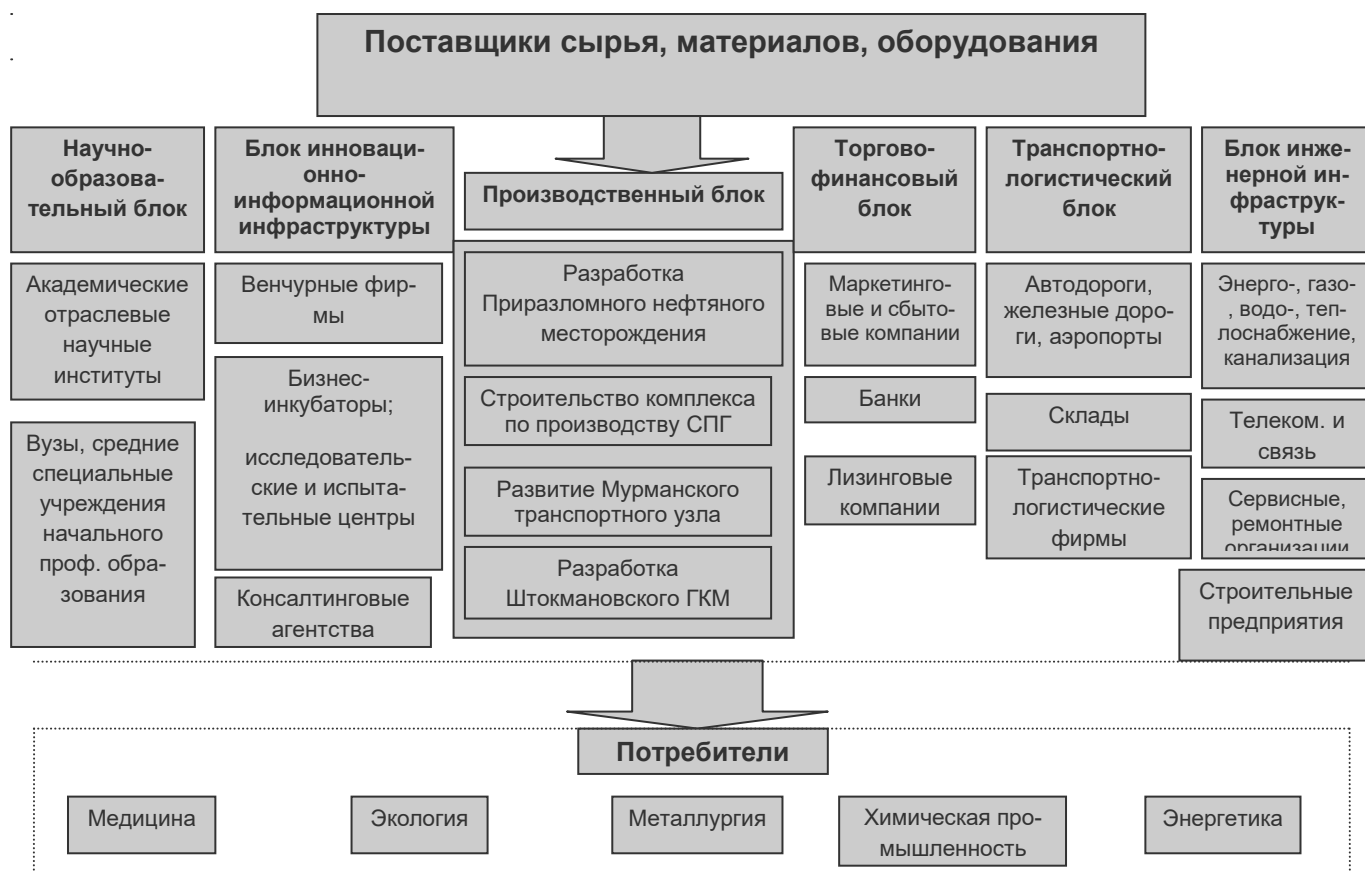 Поставщики сырья, материалов, оборудования
Научно-
образова-
тельный блок
Блок инноваци-
онно-
информационной
инфраструктуры
Производственный блок
Торгово-
финансовый
блок
Транспортно-
логистический
блок
Блок инже-
нерной ин-
фраструк-
туры
Академические
отраслевые
научные
институты
Вузы, средние
специальные
учреждения
начального
проф. обра-
зования
Венчурные фир-
мы
Бизнес-
инкубаторы;
исследователь-
ские и испыта-
тельные центры
Консалтинговые
агентства
Разработка
Приразломного нефтяного
месторождения
Строительство комплекса
по производству СПГ
Развитие Мурманского
транспортного узла
Разработка
Штокмановского ГКМ
Маркетинго-
вые и сбыто-
вые компании
Банки
Лизинговые
компании
Автодороги,
железные доро-
ги, аэропорты
Склады
Транспортно-
логистические
фирмы
Энерго-, газо-
, водо-, теп-
лоснабжение,
канализация
Телеком. и
связь
Сервисные,
ремонтные
организации
Строительные
предприятия
Потребители
Медицина
Экология
Металлургия
Химическая про-
мышленность
Энергетика